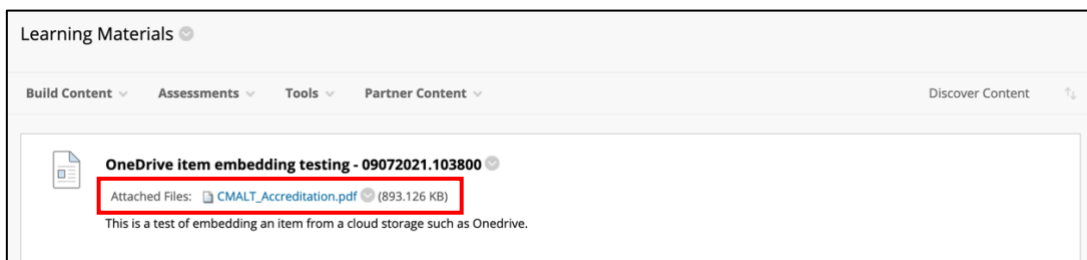 Learning Materials
Build Content Assessments Tools Partner Content Discover Content
OneDrive item embedding testing - 09072021.103800
Attached Files: CMALT_Accreditation.pdf (893.126 KB)
This is a test of embedding an item from a cloud storage such as Onedrive.